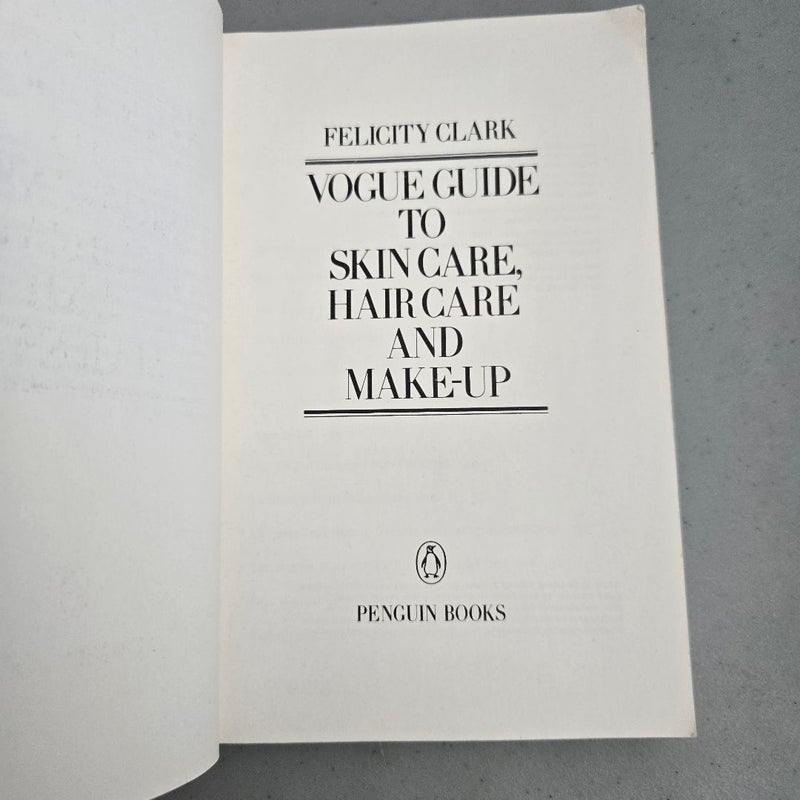 FELICITY CLARK
VOGUE GUIDE
TO
SKIN CARE,
HAIR CARE
AND
MAKE-UP
PENGUIN BOOKS